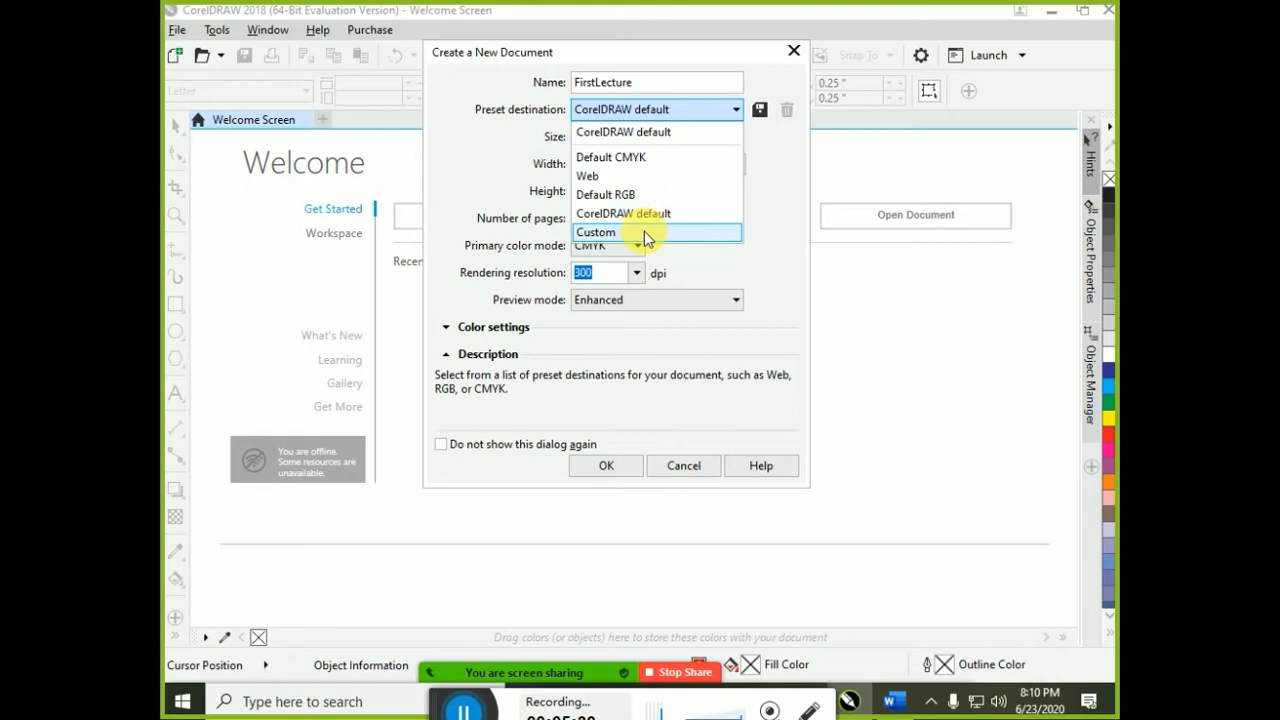 CorelDRAW 2018 (64-Bit Evaluation Version) - Welcome Screen
File Tools Window Help Purchase
Snap To Launch
Letter
0.25 "
0.25 "
Welcome Screen
Welcome
Get Started
Workspace
Recen
What's New
Learning
Gallery
Get More
You are offline.
Some resources are
unavailable.
Open Document
Create a New Document
Name: FirstLecture
Preset destination: CorelDRAW default
CorelDRAW default
Default CMYK
Web
Default RGB
CorelDRAW default
Custom
Size:
Width:
Height:
Number of pages:
Primary color mode: CMYK
Rendering resolution: 300 dpi
Preview mode: Enhanced
Color settings
Description
Select from a list of preset destinations for your document, such as Web,
RGB, or CMYK.
Do not show this dialog again
OK Cancel Help
Hints
Object Properties
Object Manager
Drag colors (or objects) here to store these colors with your document
Cursor Position Object Information Fill Color Outline Color
You are screen sharing Stop Share
Type here to search
Recording...
8:10 PM
6/23/2020